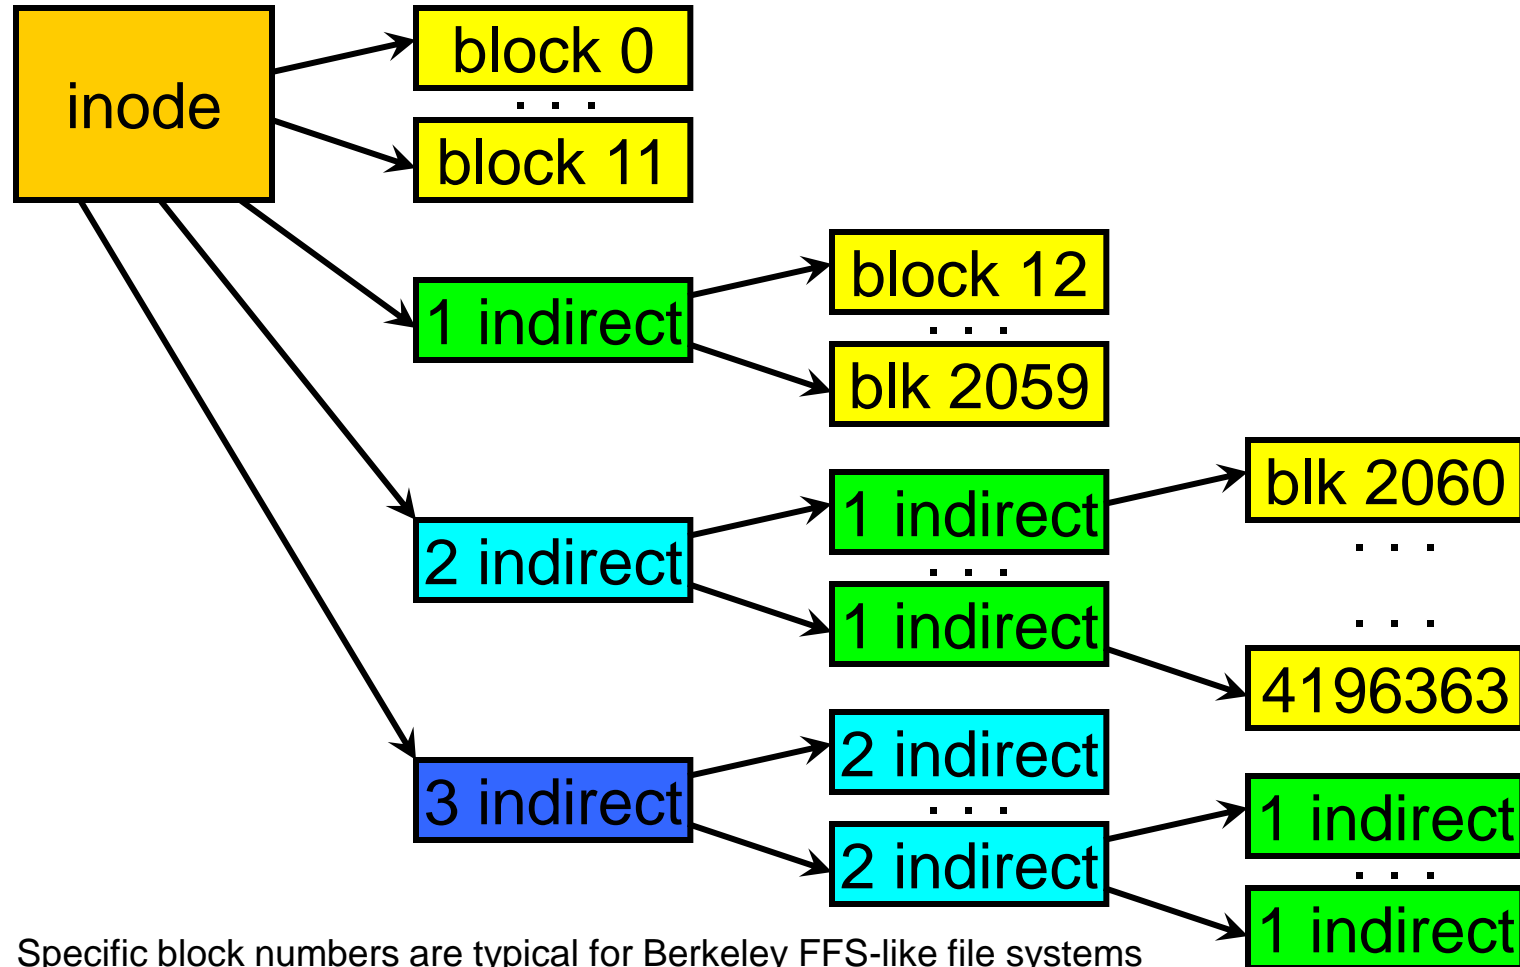 inode
block 0
. . .
block 11
1 indirect
block 12
. . .
blk 2059
2 indirect
1 indirect
. . .
1 indirect
blk 2060
. . .
. . .
4196363
3 indirect
2 indirect
. . .
2 indirect
1 indirect
. . .
1 indirect
Specific block numbers are typical for Berkeley FFS-like file systems